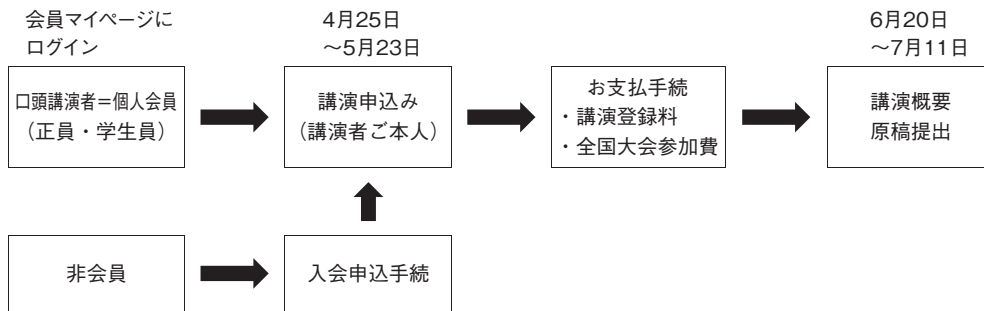 会員マイページに
ログイン
4月25日
～5月23日
6月20日
～7月11日
口頭講演者＝個人会員
（正員・学生員）
講演申込み
（講演者ご本人）
お支払手続
・講演登録料
・全国大会参加費
講演概要
原稿提出
非会員
入会申込手続